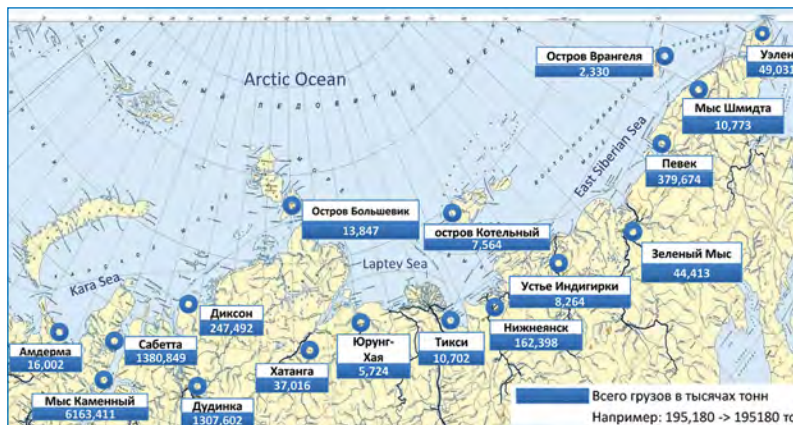 Arctic Ocean
Остров Врангеля
2,330
Уэлен
49,031
Мыс Шмидта
10,773
East Siberian Sea
Певек
379,674
Остров Большевик
13,847
остров Котельный
7,564
Зеленый Мыс
44,413
Laptev Sea
Kara Sea
Устье Индигирки
8,264
Диксон
247,492
Сабетта
1380,849
Амдерма
16,002
Хатанга
37,016
Юрунг-
Хая
5,724
Тикси
10,702
Нижнеянск
162,398
Мыс Каменный
6163,411
Дудинка
1307,602
Всего грузов в тысячах тонн
Например: 195,180 -> 195180 то
СЕВЕРНЫЙ ЛЕДОВИТЫЙ ОКЕАН